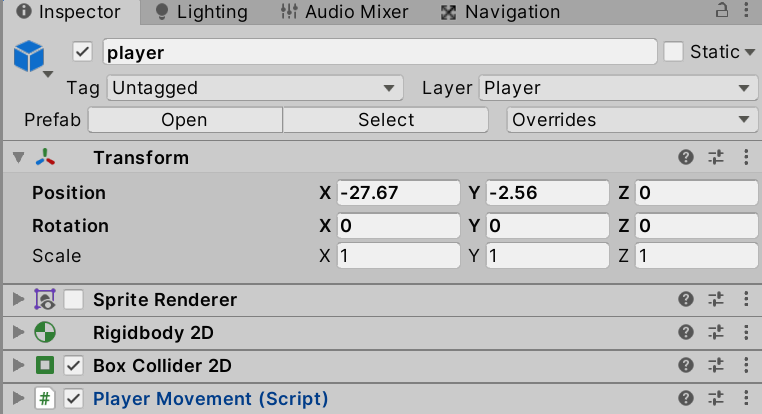 Inspector Lighting Audio Mixer Navigation
player Static
Tag Untagged Layer Player
Prefab Open Select Overrides
Transform
Position X -27.67 Y -2.56 Z 0
Rotation X 0 Y 0 Z 0
Scale X 1 Y 1 Z 1
Sprite Renderer
Rigidbody 2D
Box Collider 2D
# Player Movement (Script)